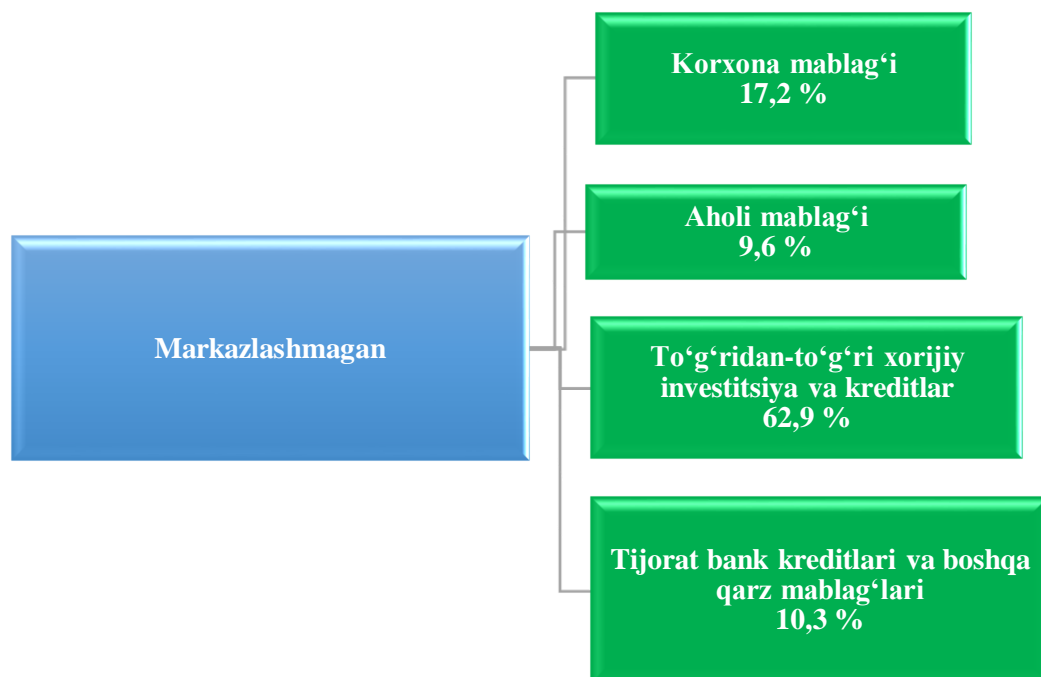 Korxona mablag‘i
17,2 %
Aholi mablag‘i
9,6 %
Markazlashmagan
To‘g‘ridan-to‘g‘ri xorijiy
investitsiya va kreditlar
62,9 %
Tijorat bank kreditlari va boshqa
qarz mablag‘lari
10,3 %